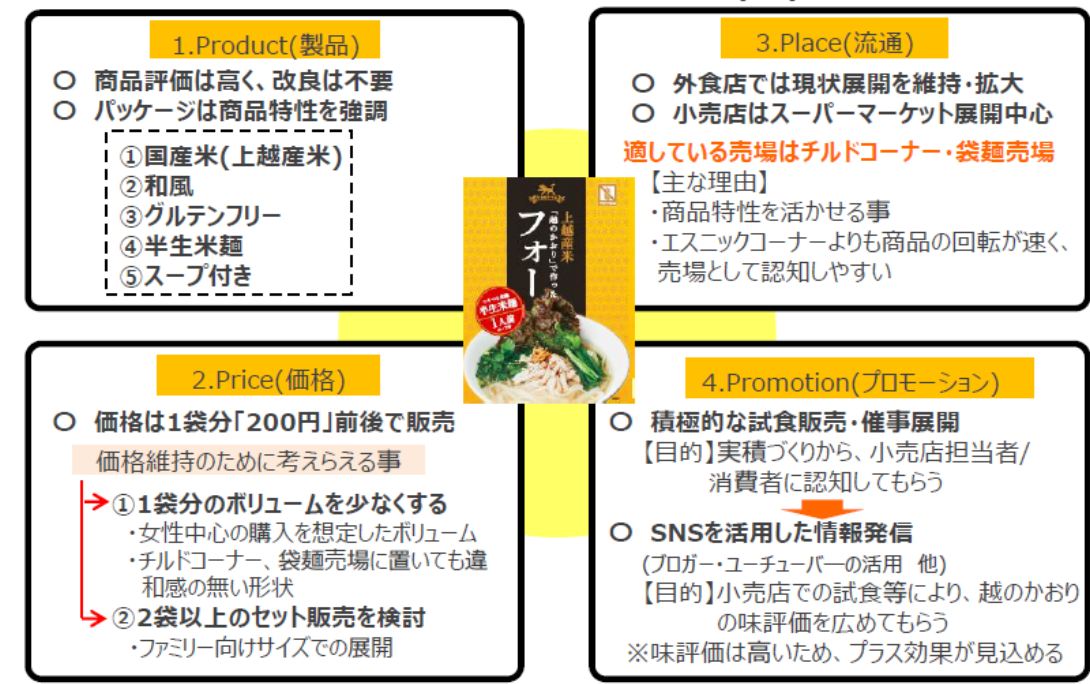 1.Product(製品)
〇 商品評価は高く、改良は不要
〇 パッケージは商品特性を強調
①国産米(上越産米)
②和風
③グルテンフリー
④半生米麺
⑤スープ付き
2.Price(価格)
〇 価格は1袋分「200円」前後で販売
価格維持のために考えらえる事
①1袋分のボリュームを少なくする
・女性中心の購入を想定したボリューム
・チルドコーナー、袋麺売場に置いても違
和感の無い形状
②2袋以上のセット販売を検討
・ファミリー向けサイズでの展開
3.Place(流通)
〇 外食店では現状展開を維持・拡大
〇 小売店はスーパーマーケット展開中心
適している売場はチルドコーナー・袋麺売場
【主な理由】
・商品特性を活かせる事
・エスニックコーナーよりも商品の回転が速く、
売場として認知しやすい
4.Promotion(プロモーション)
〇 積極的な試食販売・催事展開
【目的】実積づくりから、小売店担当者/
消費者に認知してもらう
〇 SNSを活用した情報発信
(ブロガー・ユーチューバーの活用 他)
【目的】小売店での試食等により、越のかおり
の味評価を広めてもらう
※味評価は高いため、プラス効果が見込める
上越産米
「越のかおり」で作った
フォー
半生米麺
1人前